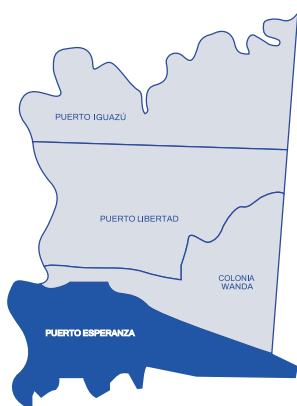 PUERTO IGUAZÚ
PUERTO LIBERTAD
COLONIA
WANDA
PUERTO ESPERANZA